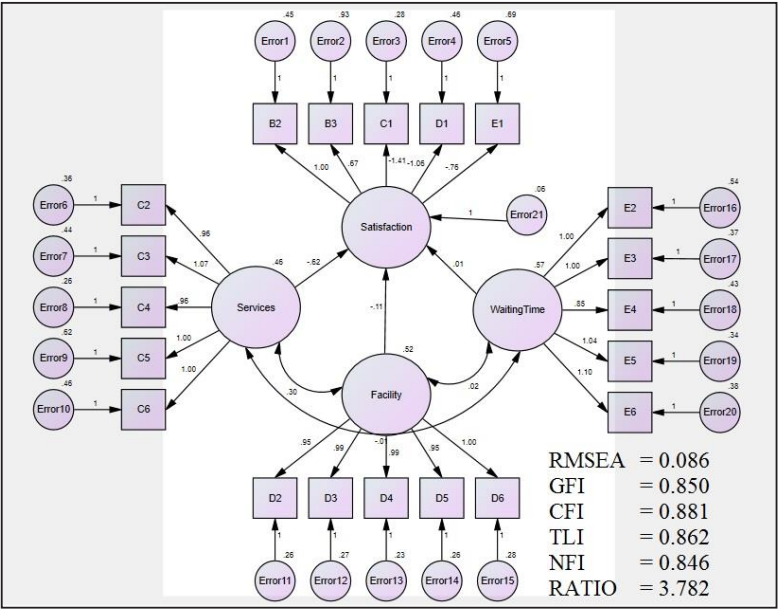 .45 .93 .28 .46 .69
Error1 Error2 Error3 Error4 Error5
1 1 1 1 1
B2 B3 C1 D1 E1
1.00 .67 -1.41 -1.06 -.76
Satisfaction
.06
1 Error21
.36
Error6 1 C2
.44
Error7 1 C3
.26
Error8 1 C4
.52
Error9 1 C5
.46
Error10 1 C6
.96
1.07
.96
1.00
1.00
.46
Services
-.62
-.11
.01
.57
WaitingTime
1.00
1.00
.88
1.04
1.10
.54
E2 1 Error16
.37
E3 1 Error17
.43
E4 1 Error18
.34
E5 1 Error19
.38
E6 1 Error20
.52
Facility
.30
.02
-.01
.95 .99 .99 .95 1.00
D2 D3 D4 D5 D6
1 1 1 1 1
.26 .27 .23 .26 .28
Error11 Error12 Error13 Error14 Error15
RMSEA = 0.086
GFI = 0.850
CFI = 0.881
TLI = 0.862
NFI = 0.846
RATIO = 3.782